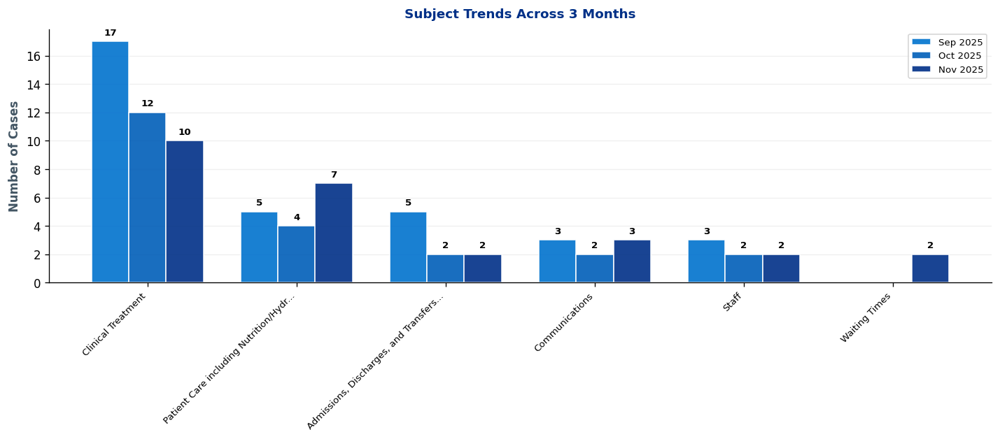 Subject Trends Across 3 Months
Sep 2025
Oct 2025
Nov 2025
Number of Cases
16
14
12
10
8
6
4
2
0
17
12
10
5
4
7
5
2
2
3
2
3
3
2
2
2
Clinical Treatment
Patient Care including Nutrition/Hydr...
Admissions, Discharges, and Transfers...
Communications
Staff
Waiting Times